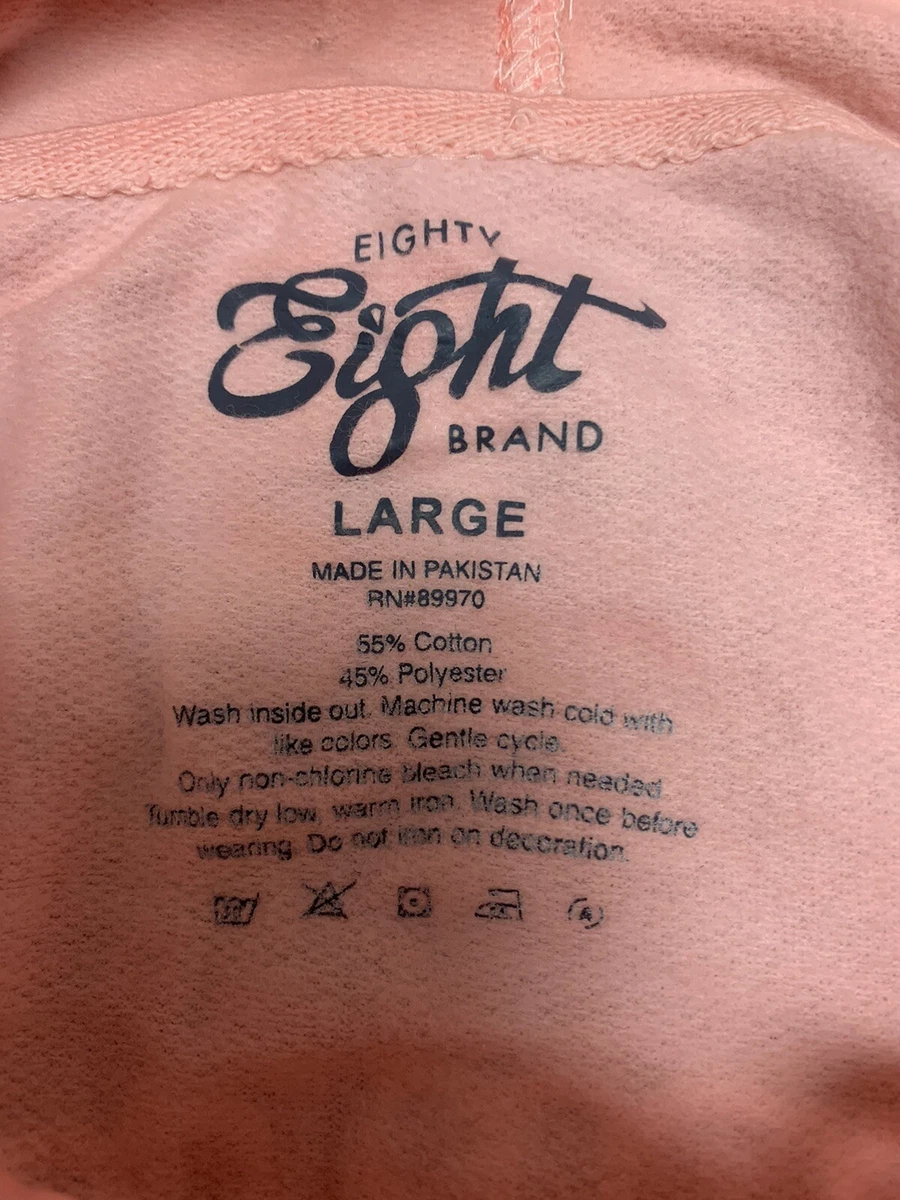 EIGHTY
Eight
BRAND
LARGE
MADE IN PAKISTAN
RN#89970
55% Cotton
45% Polyester
Wash inside out. Machine wash cold with
like colors. Gentle cycle.
Only non-chlorine bleach when needed
Tumble dry low, warm iron. Wash once before
wearing. Do not iron on decoration.
A